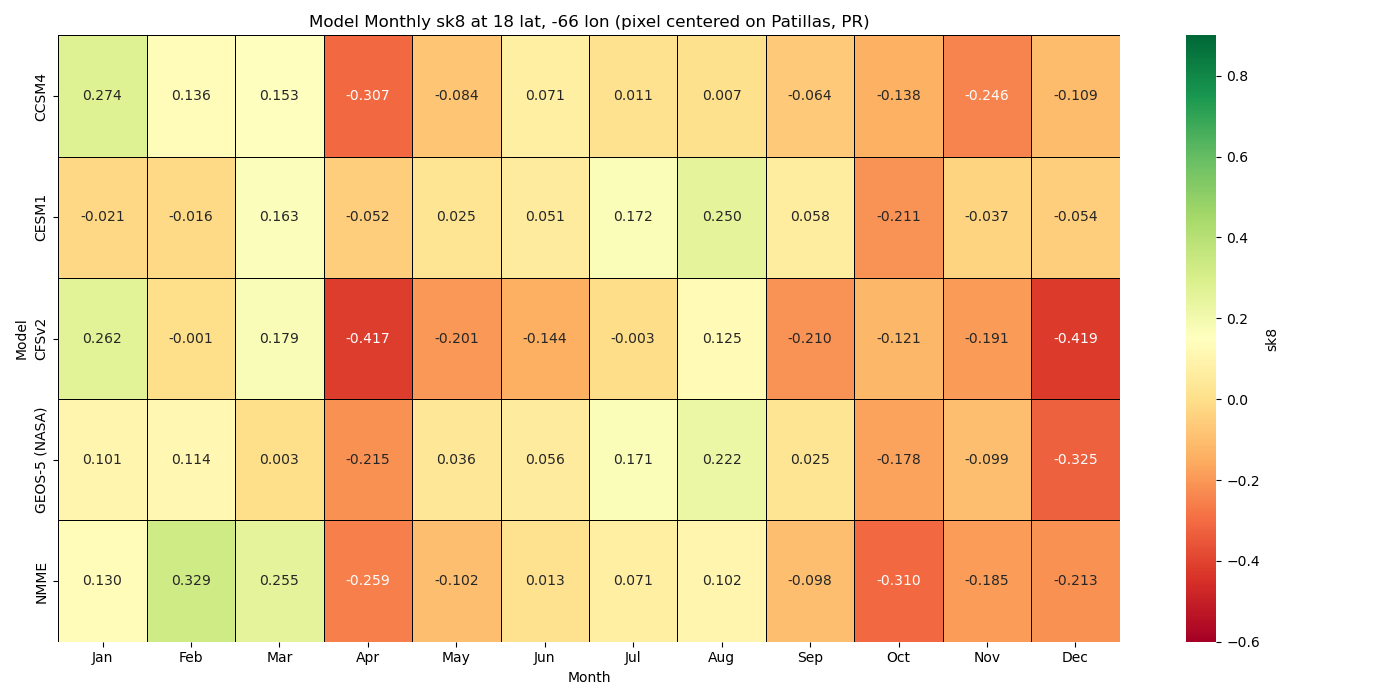 Model Monthly sk8 at 18 lat, -66 lon (pixel centered on Patillas, PR)
Model
CCSM4 0.274 0.136 0.153 -0.307 -0.084 0.071 0.011 0.007 -0.064 -0.138 -0.246 -0.109
CESM1 -0.021 -0.016 0.163 -0.052 0.025 0.051 0.172 0.250 0.058 -0.211 -0.037 -0.054
CFSv2 0.262 -0.001 0.179 -0.417 -0.201 -0.144 -0.003 0.125 -0.210 -0.121 -0.191 -0.419
GEOS-5 (NASA) 0.101 0.114 0.003 -0.215 0.036 0.056 0.171 0.222 0.025 -0.178 -0.099 -0.325
NMME 0.130 0.329 0.255 -0.259 -0.102 0.013 0.071 0.102 -0.098 -0.310 -0.185 -0.213
Jan Feb Mar Apr May Jun Jul Aug Sep Oct Nov Dec
Month
0.8
0.6
0.4
0.2
0.0
−0.2
−0.4
−0.6
sk8